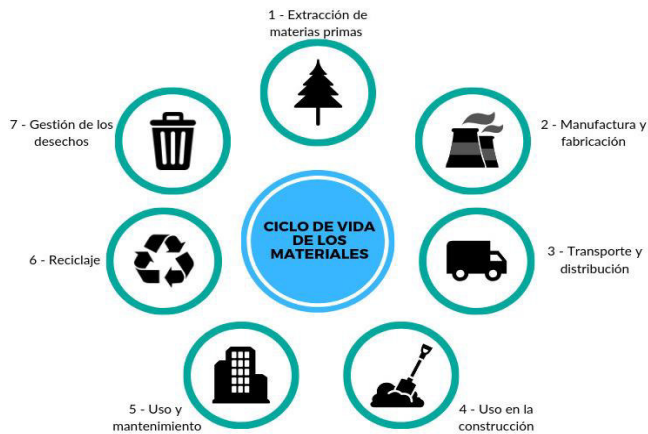 1 - Extracción de
materias primas
2 - Manufactura y
fabricación
3 - Transporte y
distribución
4 - Uso en la
construcción
5 - Uso y
mantenimiento
6 - Reciclaje
7 - Gestión de los
desechos
CICLO DE VIDA
DE LOS
MATERIALES